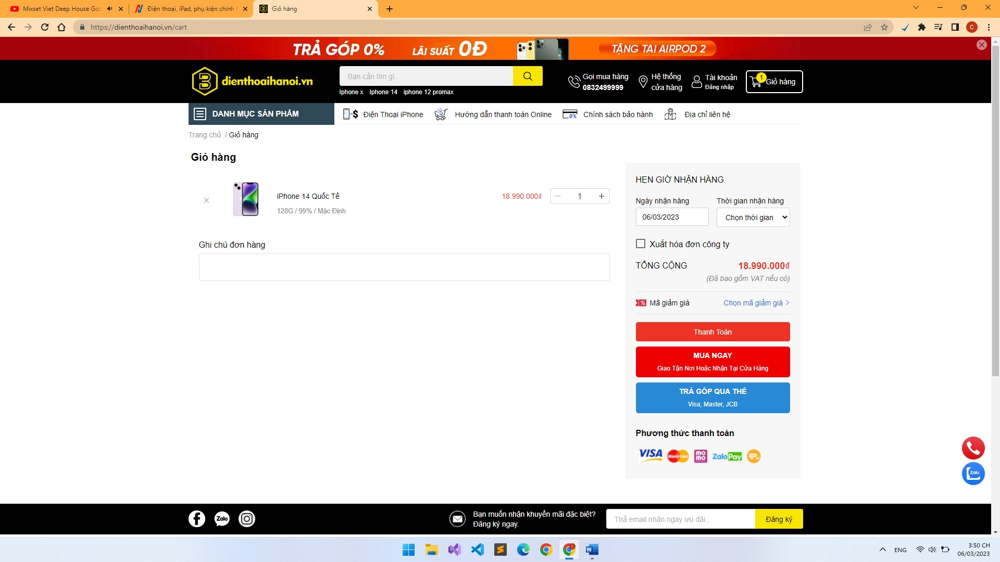 Mixset Viet Deep House Goc
Điện thoại, iPad, phụ kiện chính h
Giỏ hàng
https://dienthoaihanoi.vn/cart
C
TRẢ GÓP 0%
LÃI SUẤT 0Đ
TẶNG TAI AIRPOD 2
dienthoaihanoi.vn
Bạn cần tìm gì..
Iphone x
Iphone 14
iphone 12 promax
Gọi mua hàng
0832499999
Hệ thống
cửa hàng
Tài khoản
Đăng nhập
1
Giỏ hàng
DANH MỤC SẢN PHẨM
Điện Thoại iPhone
Hướng dẫn thanh toán Online
0%
Chính sách bảo hành
Địa chỉ liên hệ
Trang chủ / Giỏ hàng
Giỏ hàng
iPhone 14 Quốc Tế
128G / 99% / Mặc Định
18.990.000₫
1
Ghi chú đơn hàng
HẸN GIỜ NHẬN HÀNG
Ngày nhận hàng
Thời gian nhận hàng
06/03/2023
Chọn thời gian
Xuất hóa đơn công ty
TỔNG CỘNG
18.990.000₫
(Đã bao gồm VAT nếu có)
Mã giảm giá
Chọn mã giảm giá
Thanh Toán
MUA NGAY
Giao Tận Nơi Hoặc Nhận Tại Cửa Hàng
TRẢ GÓP QUA THẺ
Visa, Master, JCB
Phương thức thanh toán
VISA
MasterCard
momo
ZaloPay
Zalo
Zalo
Bạn muốn nhận khuyến mãi đặc biệt?
Đăng ký ngay.
Thả email nhận ngay ưu đãi..
Đăng ký
ENG
3:50 CH
06/03/2023